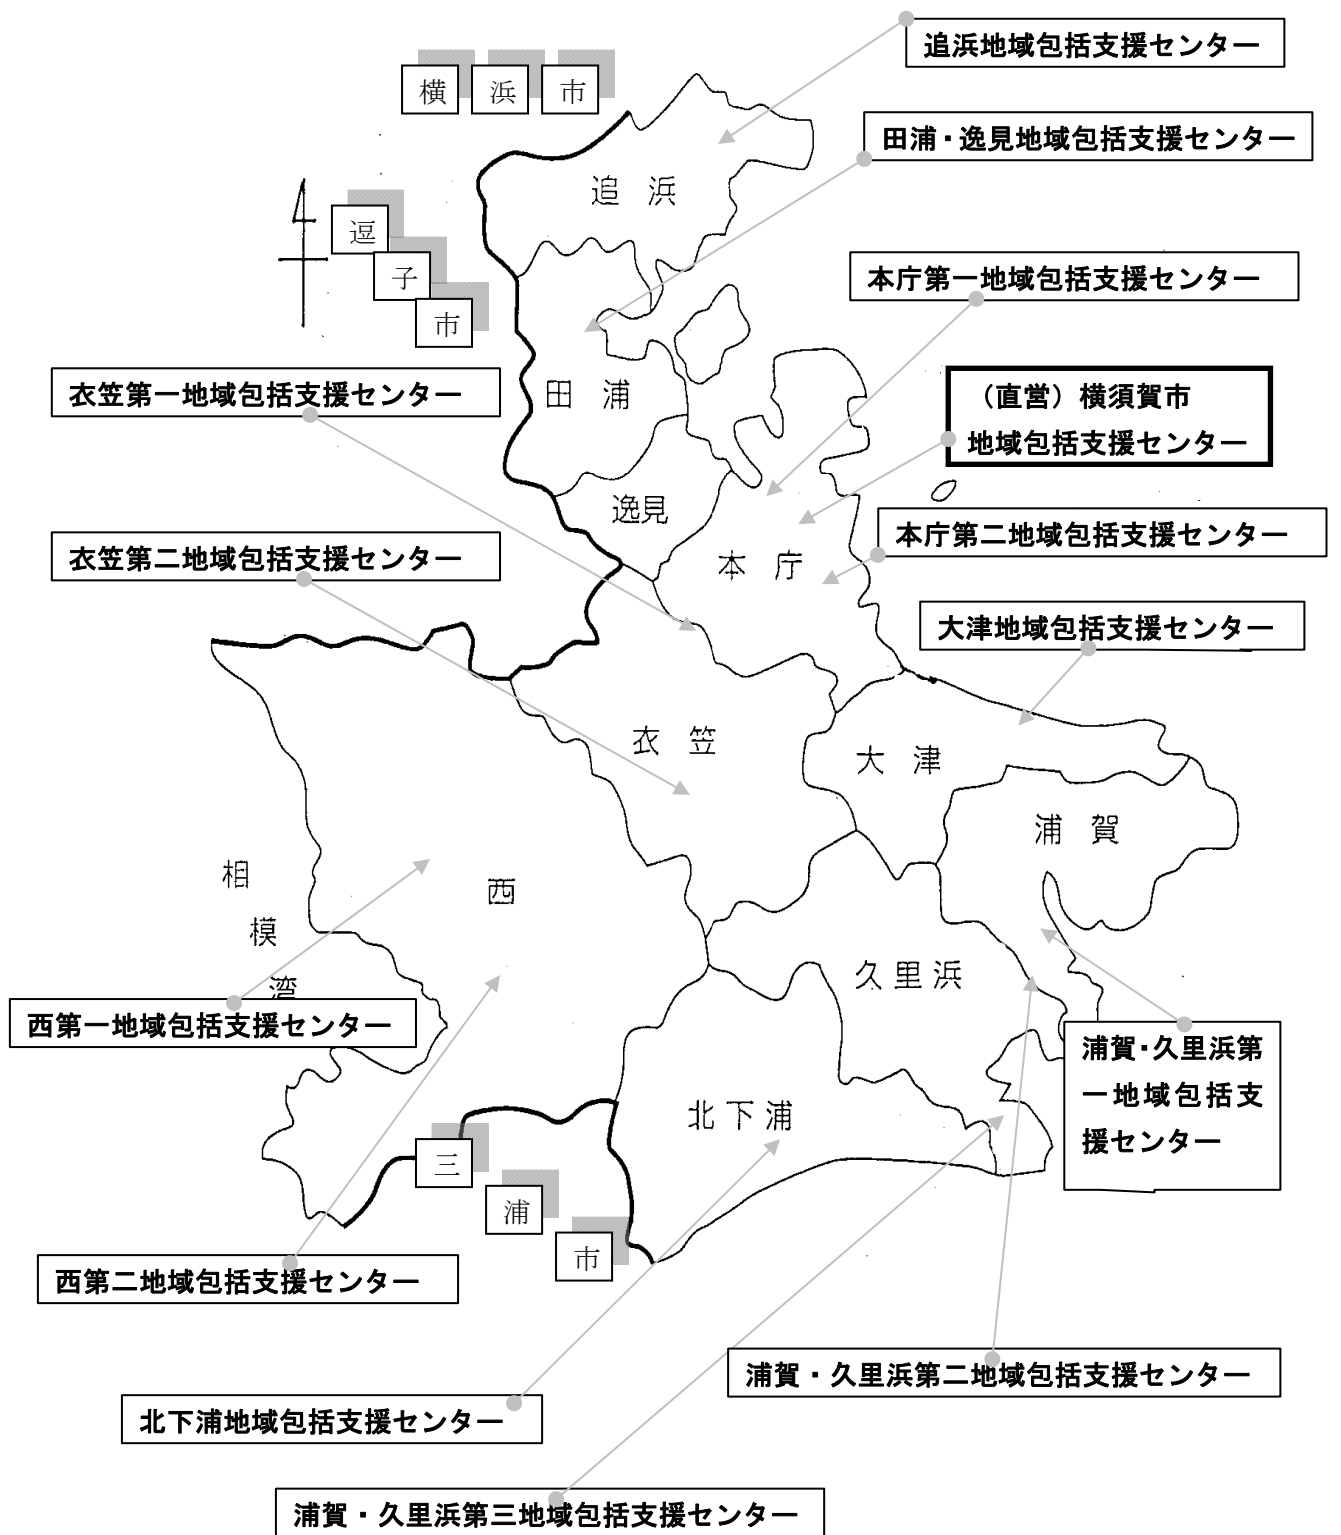 追浜地域包括支援センター
横浜市
田浦・逸見地域包括支援センター
追浜
逗子市
本庁第一地域包括支援センター
衣笠第一地域包括支援センター
田浦
（直営）横須賀市
地域包括支援センター
逸見
本庁第二地域包括支援センター
衣笠第二地域包括支援センター
本庁
大津地域包括支援センター
衣笠
大津
浦賀
相模湾
西
久里浜
西第一地域包括支援センター
浦賀・久里浜第
一地域包括支
援センター
北下浦
三浦市
西第二地域包括支援センター
浦賀・久里浜第二地域包括支援センター
北下浦地域包括支援センター
浦賀・久里浜第三地域包括支援センター